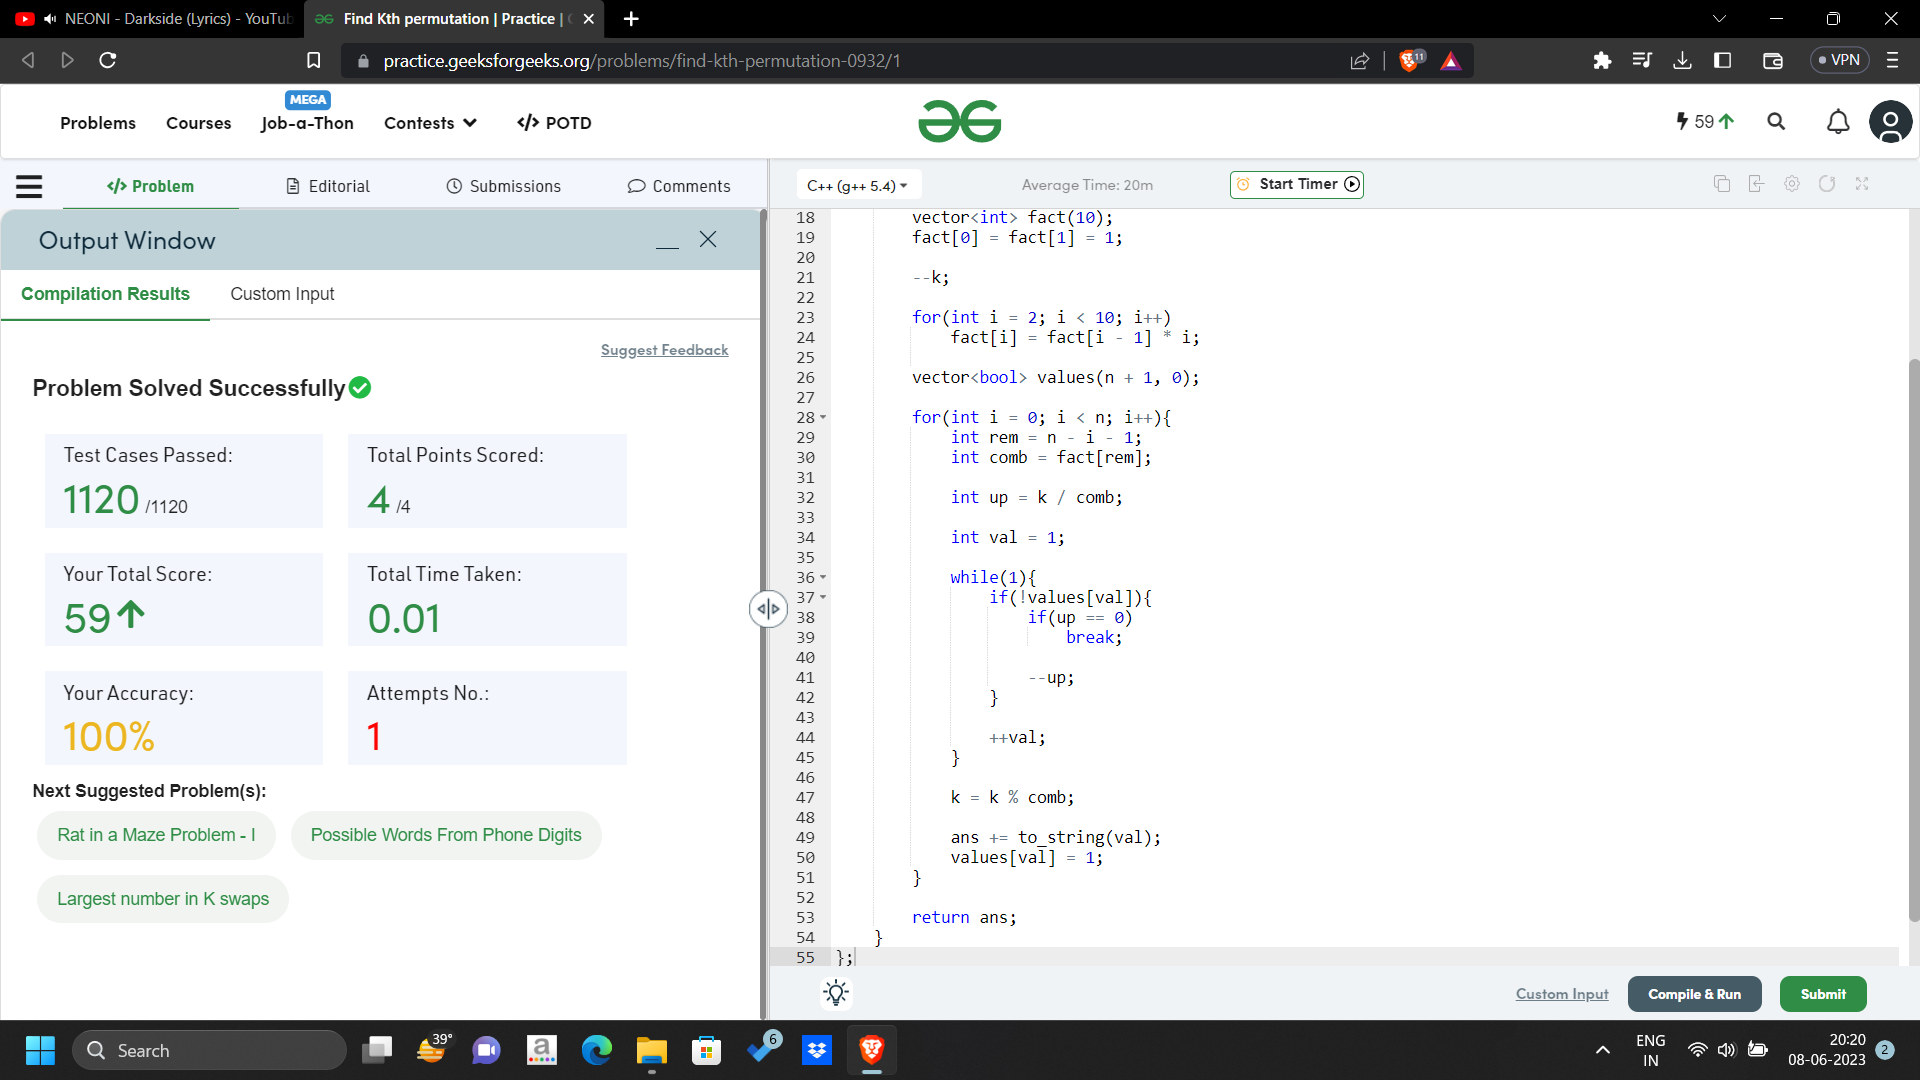 NEONI - Darkside (Lyrics) - YouTub
Find Kth permutation | Practice |
practice.geeksforgeeks.org/problems/find-kth-permutation-0932/1
11
VPN
Problems
Courses
MEGA
Job-a-Thon
Contests
</> POTD
59
</> Problem
Editorial
Submissions
Comments
C++ (g++ 5.4)
Average Time: 20m
Start Timer
Output Window
Compilation Results
Custom Input
Suggest Feedback
Problem Solved Successfully
Test Cases Passed:
1120 /1120
Total Points Scored:
4 /4
Your Total Score:
59
Total Time Taken:
0.01
Your Accuracy:
100%
Attempts No.:
1
Next Suggested Problem(s):
Rat in a Maze Problem - I
Possible Words From Phone Digits
Largest number in K swaps
18 vector<int> fact(10);
19 fact[0] = fact[1] = 1;
20
21 --k;
22
23 for(int i = 2; i < 10; i++)
24 fact[i] = fact[i - 1] * i;
25
26 vector<bool> values(n + 1, 0);
27
28 for(int i = 0; i < n; i++){
29 int rem = n - i - 1;
30 int comb = fact[rem];
31
32 int up = k / comb;
33
34 int val = 1;
35
36 while(1){
37 if(!values[val]){
38 if(up == 0)
39 break;
40
41 --up;
42 }
43
44 ++val;
45 }
46
47 k = k % comb;
48
49 ans += to_string(val);
50 values[val] = 1;
51 }
52
53 return ans;
54 }
55 };
Custom Input
Compile & Run
Submit
Search
39°
a
6
ENG
IN
20:20
08-06-2023
2